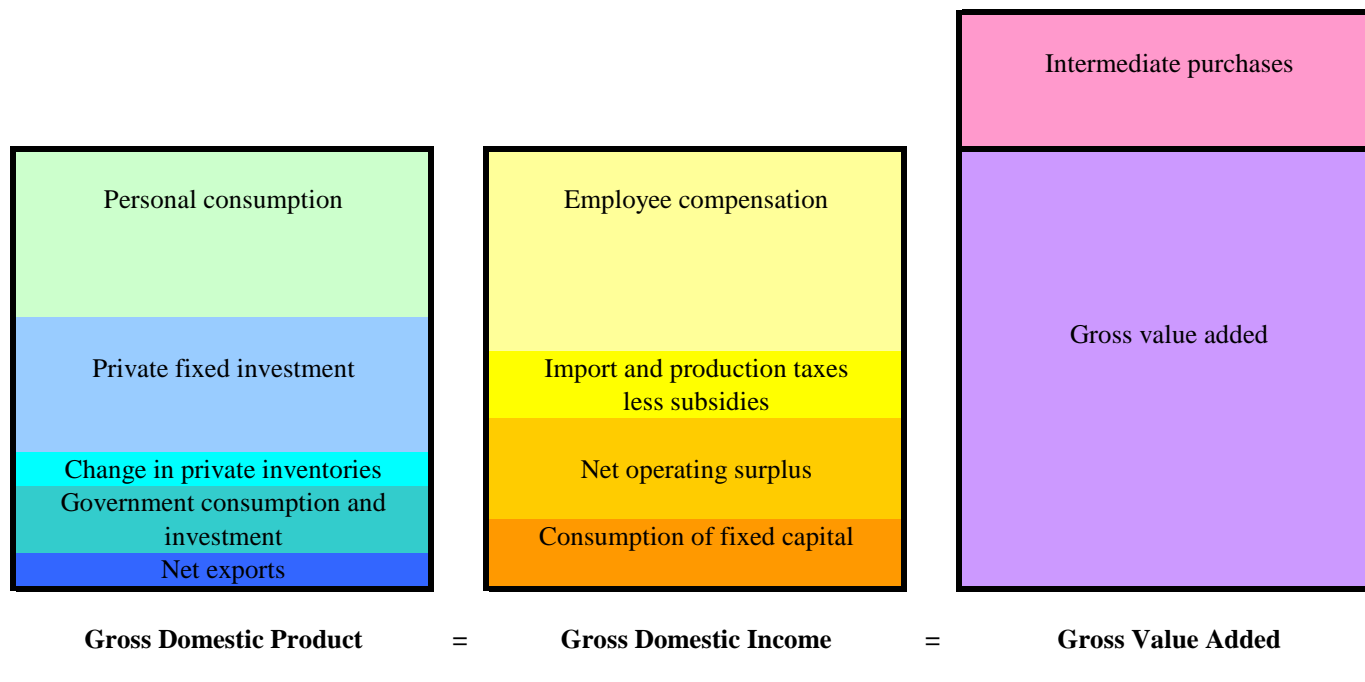 Intermediate purchases
Personal consumption
Employee compensation
Gross value added
Private fixed investment
Import and production taxes
less subsidies
Change in private inventories
Net operating surplus
Government consumption and
investment
Consumption of fixed capital
Net exports
Gross Domestic Product = Gross Domestic Income = Gross Value Added